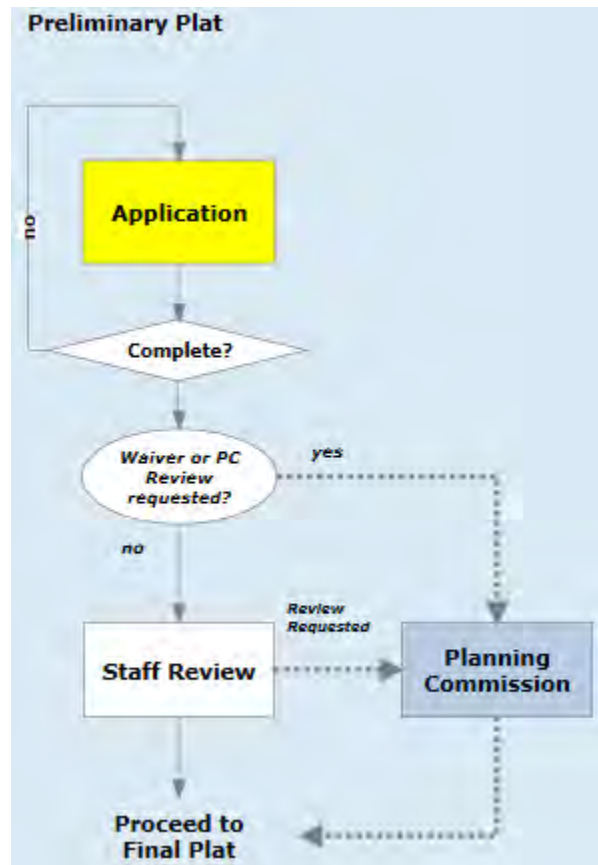 Preliminary Plat
no
Application
Complete?
Waiver or PC
Review
requested?
yes
no
Review
Requested
Staff Review
Planning
Commission
Proceed to
Final Plat